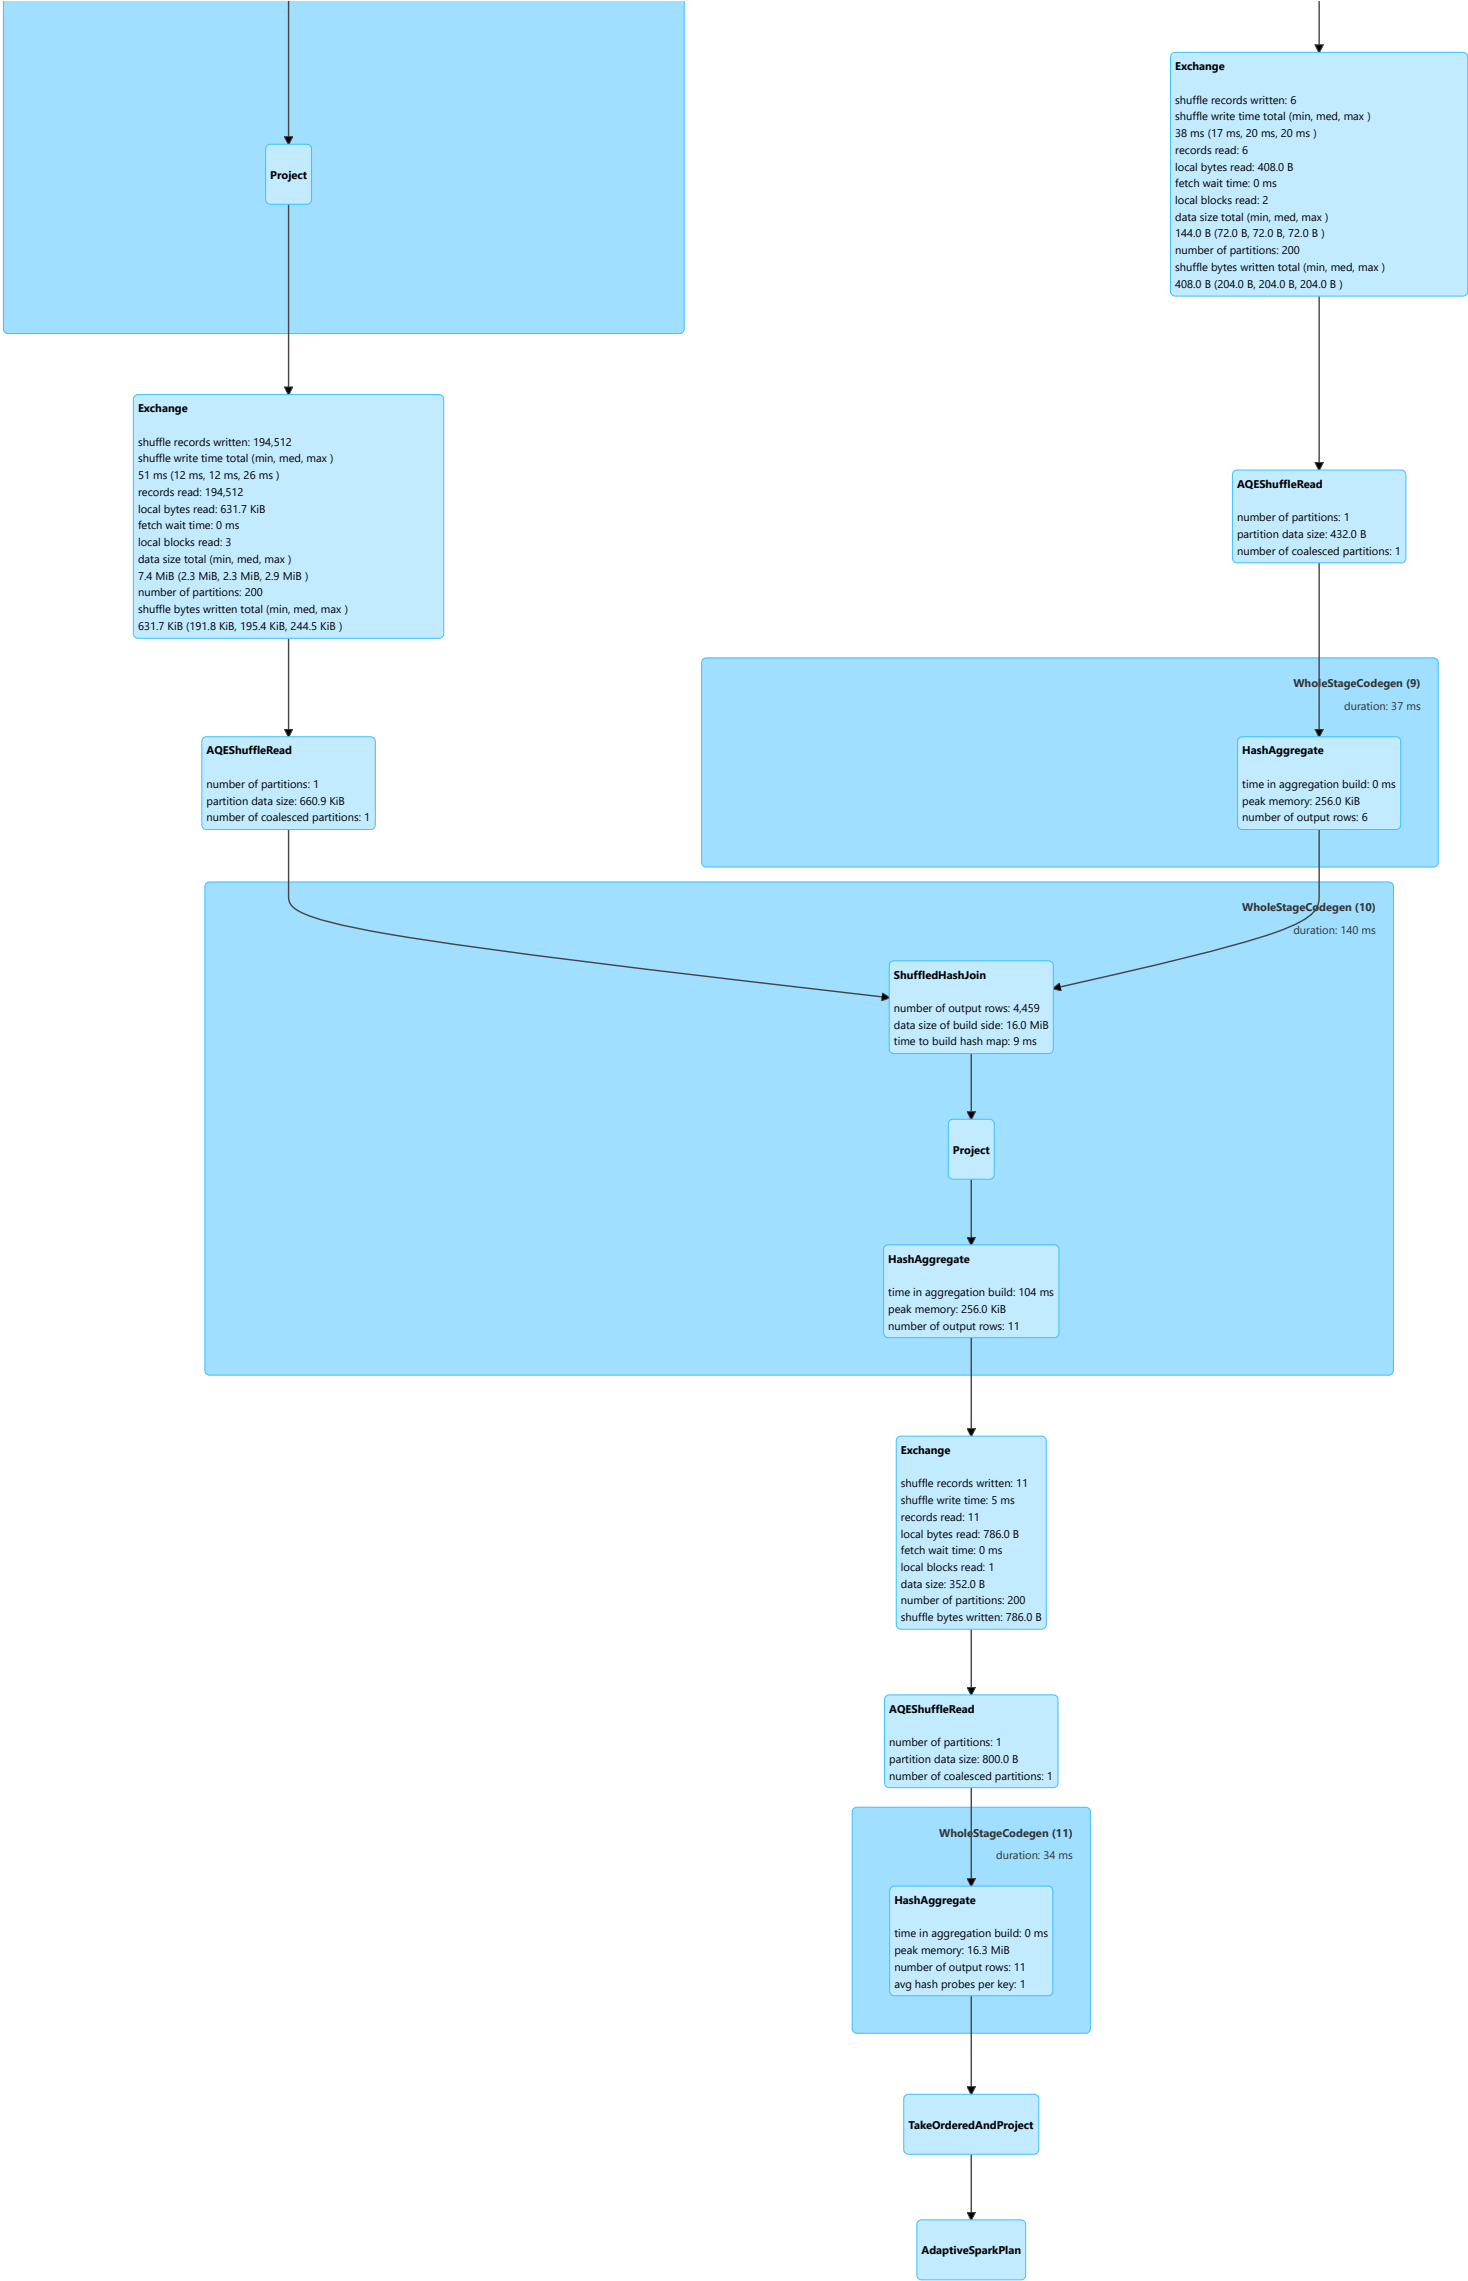 Project
Exchange
shuffle records written: 6
shuffle write time total (min, med, max )
38 ms (17 ms, 20 ms, 20 ms )
records read: 6
local bytes read: 408.0 B
fetch wait time: 0 ms
local blocks read: 2
data size total (min, med, max )
144.0 B (72.0 B, 72.0 B, 72.0 B )
number of partitions: 200
shuffle bytes written total (min, med, max )
408.0 B (204.0 B, 204.0 B, 204.0 B )
Exchange
shuffle records written: 194,512
shuffle write time total (min, med, max )
51 ms (12 ms, 12 ms, 26 ms )
records read: 194,512
local bytes read: 631.7 KiB
fetch wait time: 0 ms
local blocks read: 3
data size total (min, med, max )
7.4 MiB (2.3 MiB, 2.3 MiB, 2.9 MiB )
number of partitions: 200
shuffle bytes written total (min, med, max )
631.7 KiB (191.8 KiB, 195.4 KiB, 244.5 KiB )
AQEShuffleRead
number of partitions: 1
partition data size: 432.0 B
number of coalesced partitions: 1
AQEShuffleRead
number of partitions: 1
partition data size: 660.9 KiB
number of coalesced partitions: 1
WholeStageCodegen (9)
duration: 37 ms
HashAggregate
time in aggregation build: 0 ms
peak memory: 256.0 KiB
number of output rows: 6
WholeStageCodegen (10)
duration: 140 ms
ShuffledHashJoin
number of output rows: 4,459
data size of build side: 16.0 MiB
time to build hash map: 9 ms
Project
HashAggregate
time in aggregation build: 104 ms
peak memory: 256.0 KiB
number of output rows: 11
Exchange
shuffle records written: 11
shuffle write time: 5 ms
records read: 11
local bytes read: 786.0 B
fetch wait time: 0 ms
local blocks read: 1
data size: 352.0 B
number of partitions: 200
shuffle bytes written: 786.0 B
AQEShuffleRead
number of partitions: 1
partition data size: 800.0 B
number of coalesced partitions: 1
WholeStageCodegen (11)
duration: 34 ms
HashAggregate
time in aggregation build: 0 ms
peak memory: 16.3 MiB
number of output rows: 11
avg hash probes per key: 1
TakeOrderedAndProject
AdaptiveSparkPlan